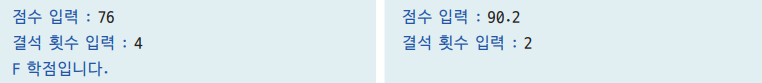 점수 입력 : 76
결석 횟수 입력 : 4
F 학점입니다.
점수 입력 : 90.2
결석 횟수 입력 : 2